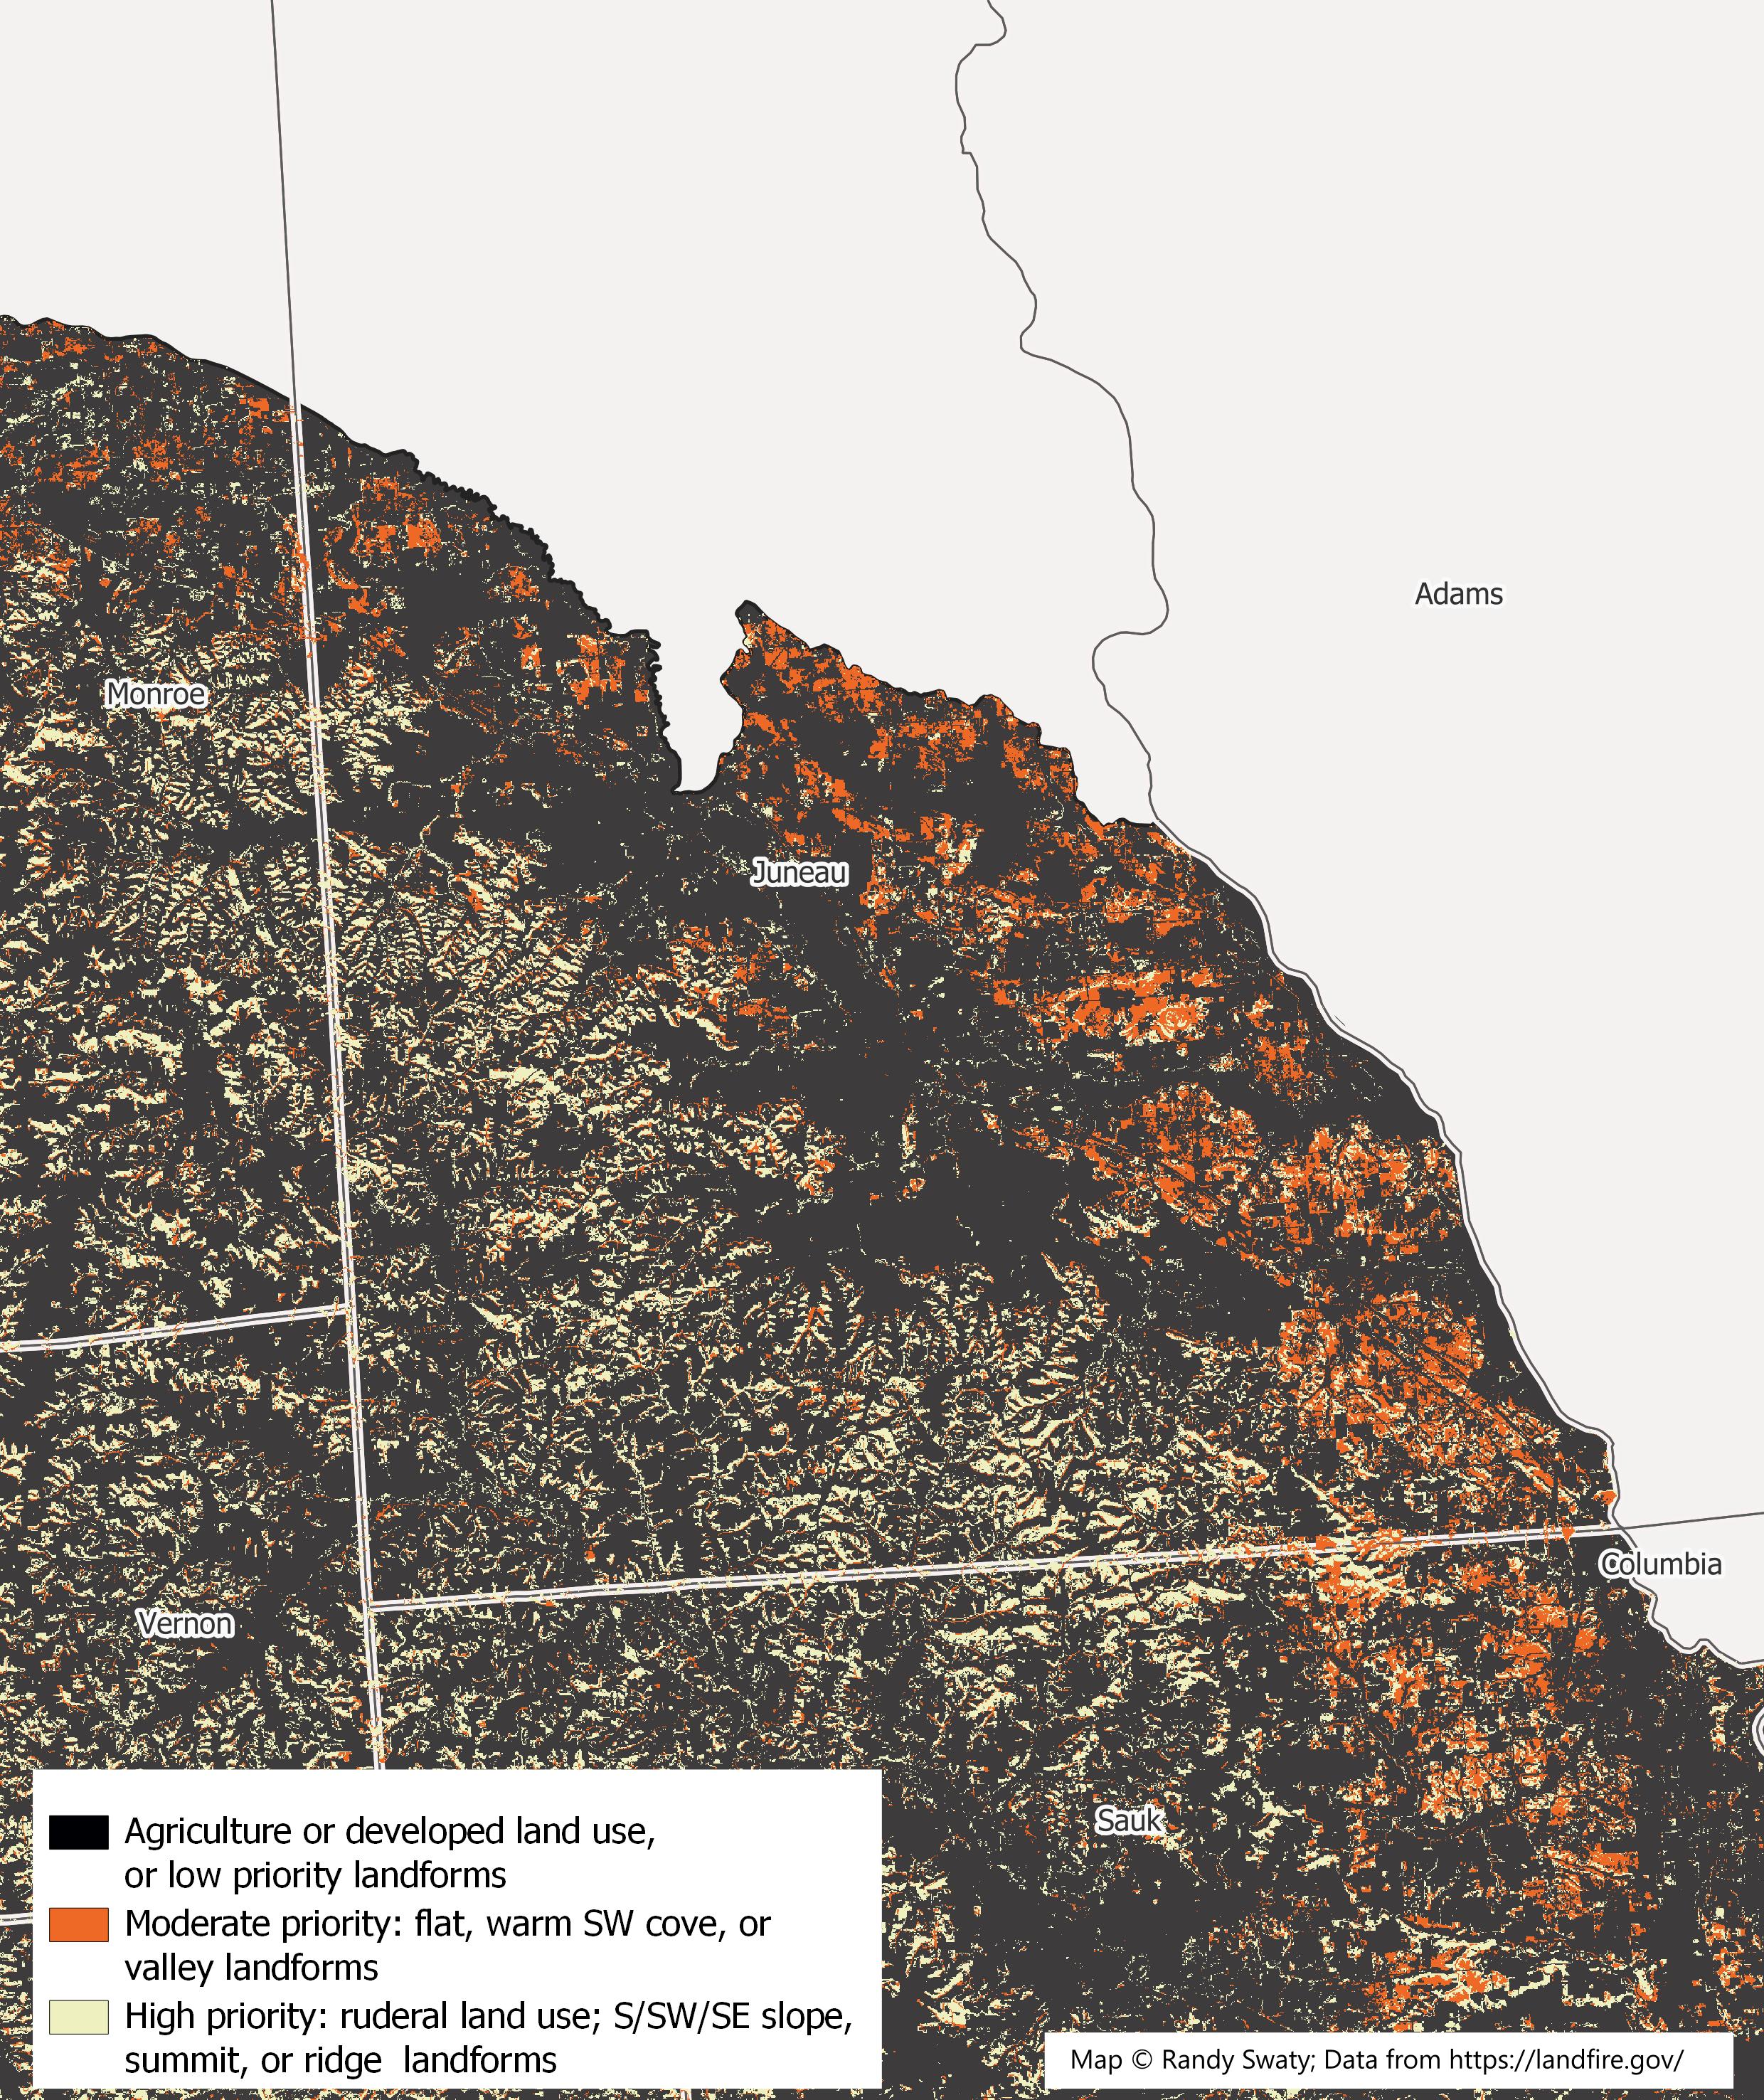 Adams
Monroe
Juneau
Columbia
Vernon
Sauk
Agriculture or developed land use,
or low priority landforms
Moderate priority: flat, warm SW cove, or
valley landforms
High priority: ruderal land use; S/SW/SE slope,
summit, or ridge  landforms
Map © Randy Swaty; Data from https://landfire.gov/